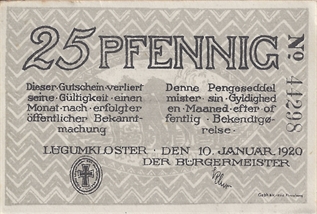 25 PFENNIG
No 41298
Dieser Gutschein verliert
seine Gültigkeit einen
Monat nach erfolgter
öffentlicher Bekannt-
machung
Denne Pengeseddel
mister sin Gyldighed
en Maaned efter of
fentlig Bekendtgø-
relse.
LÜGUMKLOSTER, DEN 10. JANUAR 1920
DER BÜRGERMEISTER